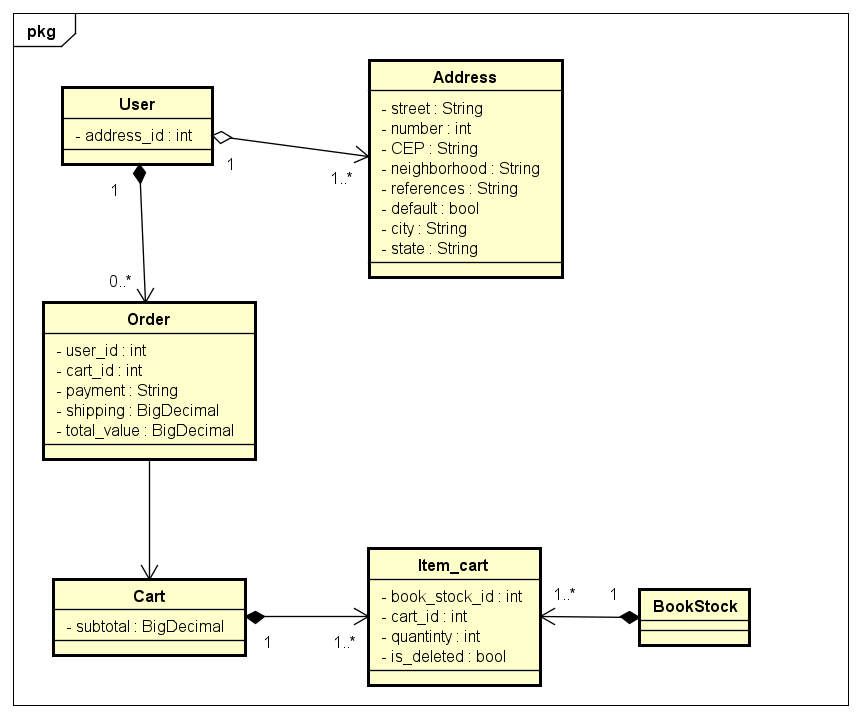 pkg
User
- address_id : int
1
1
1..*
Address
- street : String
- number : int
- CEP : String
- neighborhood : String
- references : String
- default : bool
- city : String
- state : String
0..*
Order
- user_id : int
- cart_id : int
- payment : String
- shipping : BigDecimal
- total_value : BigDecimal
Cart
- subtotal : BigDecimal
1
1..*
Item_cart
- book_stock_id : int
- cart_id : int
- quantinty : int
- is_deleted : bool
1..*
1
BookStock